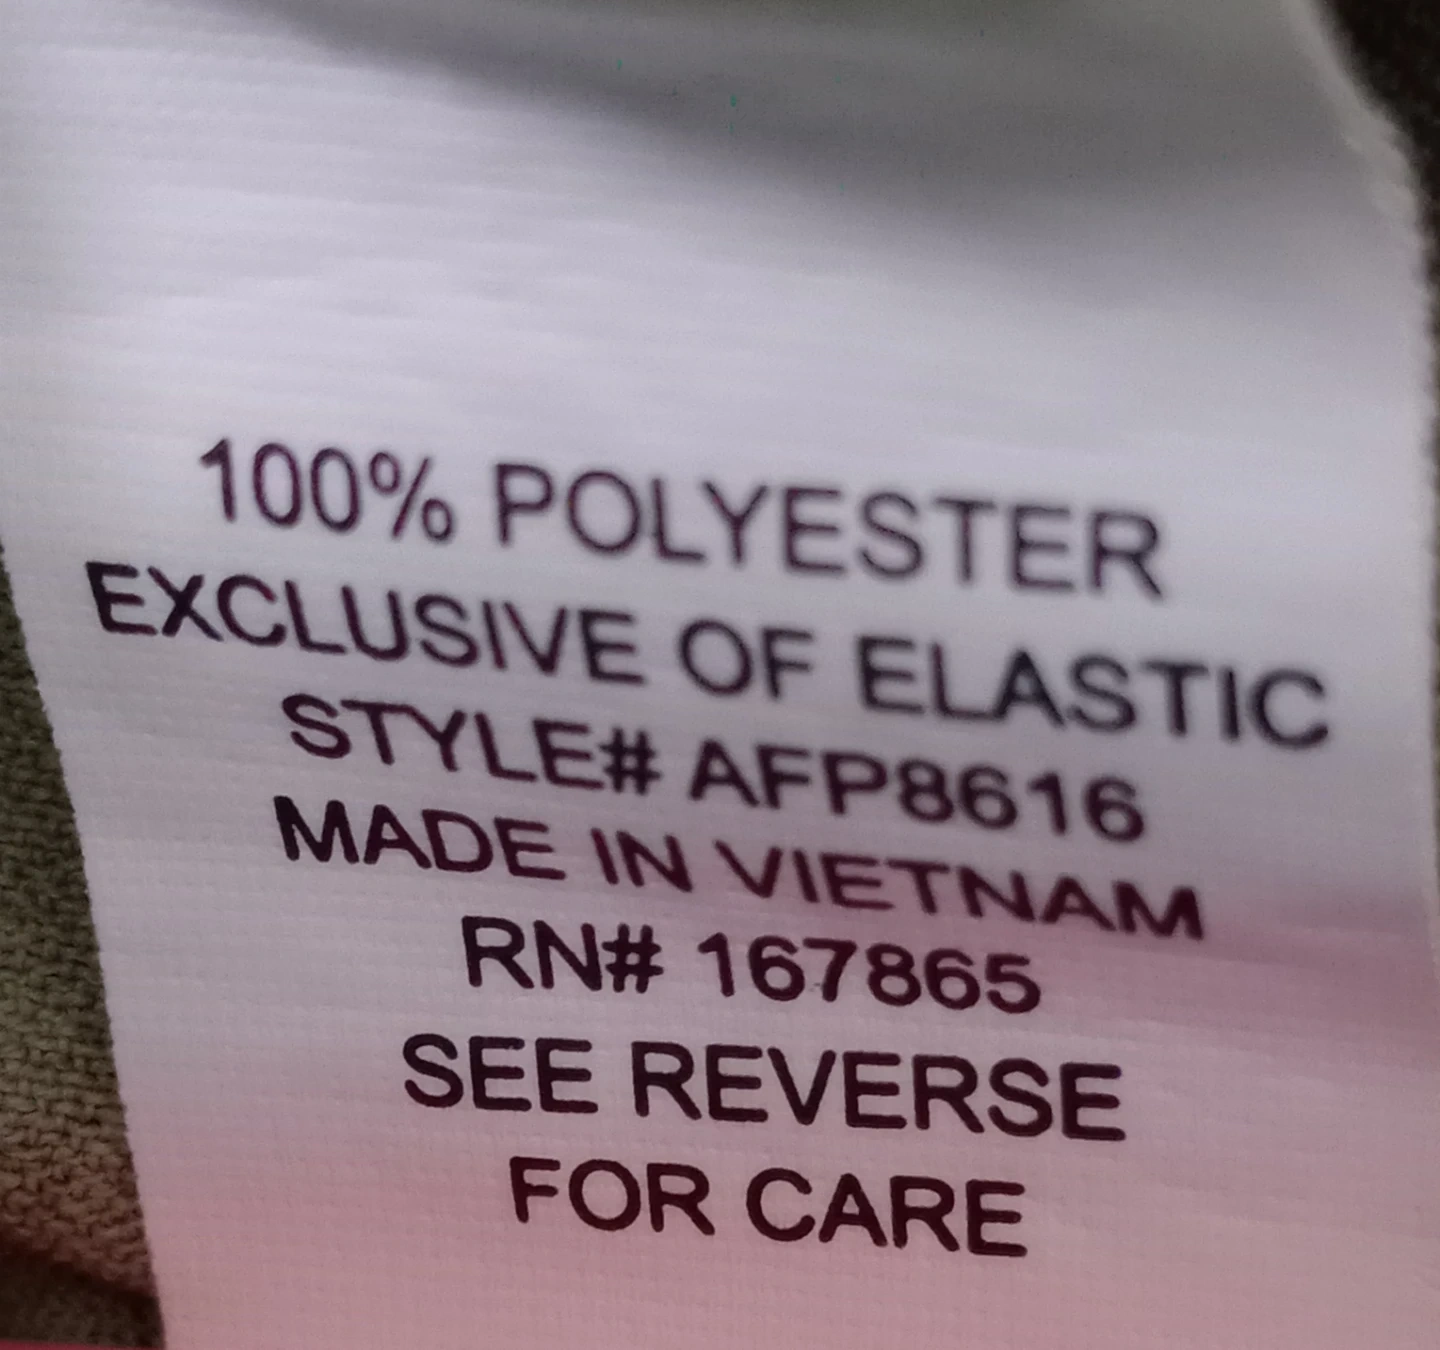 100% POLYESTER
EXCLUSIVE OF ELASTIC
STYLE# AFP8616
MADE IN VIETNAM
RN# 167865
SEE REVERSE
FOR CARE